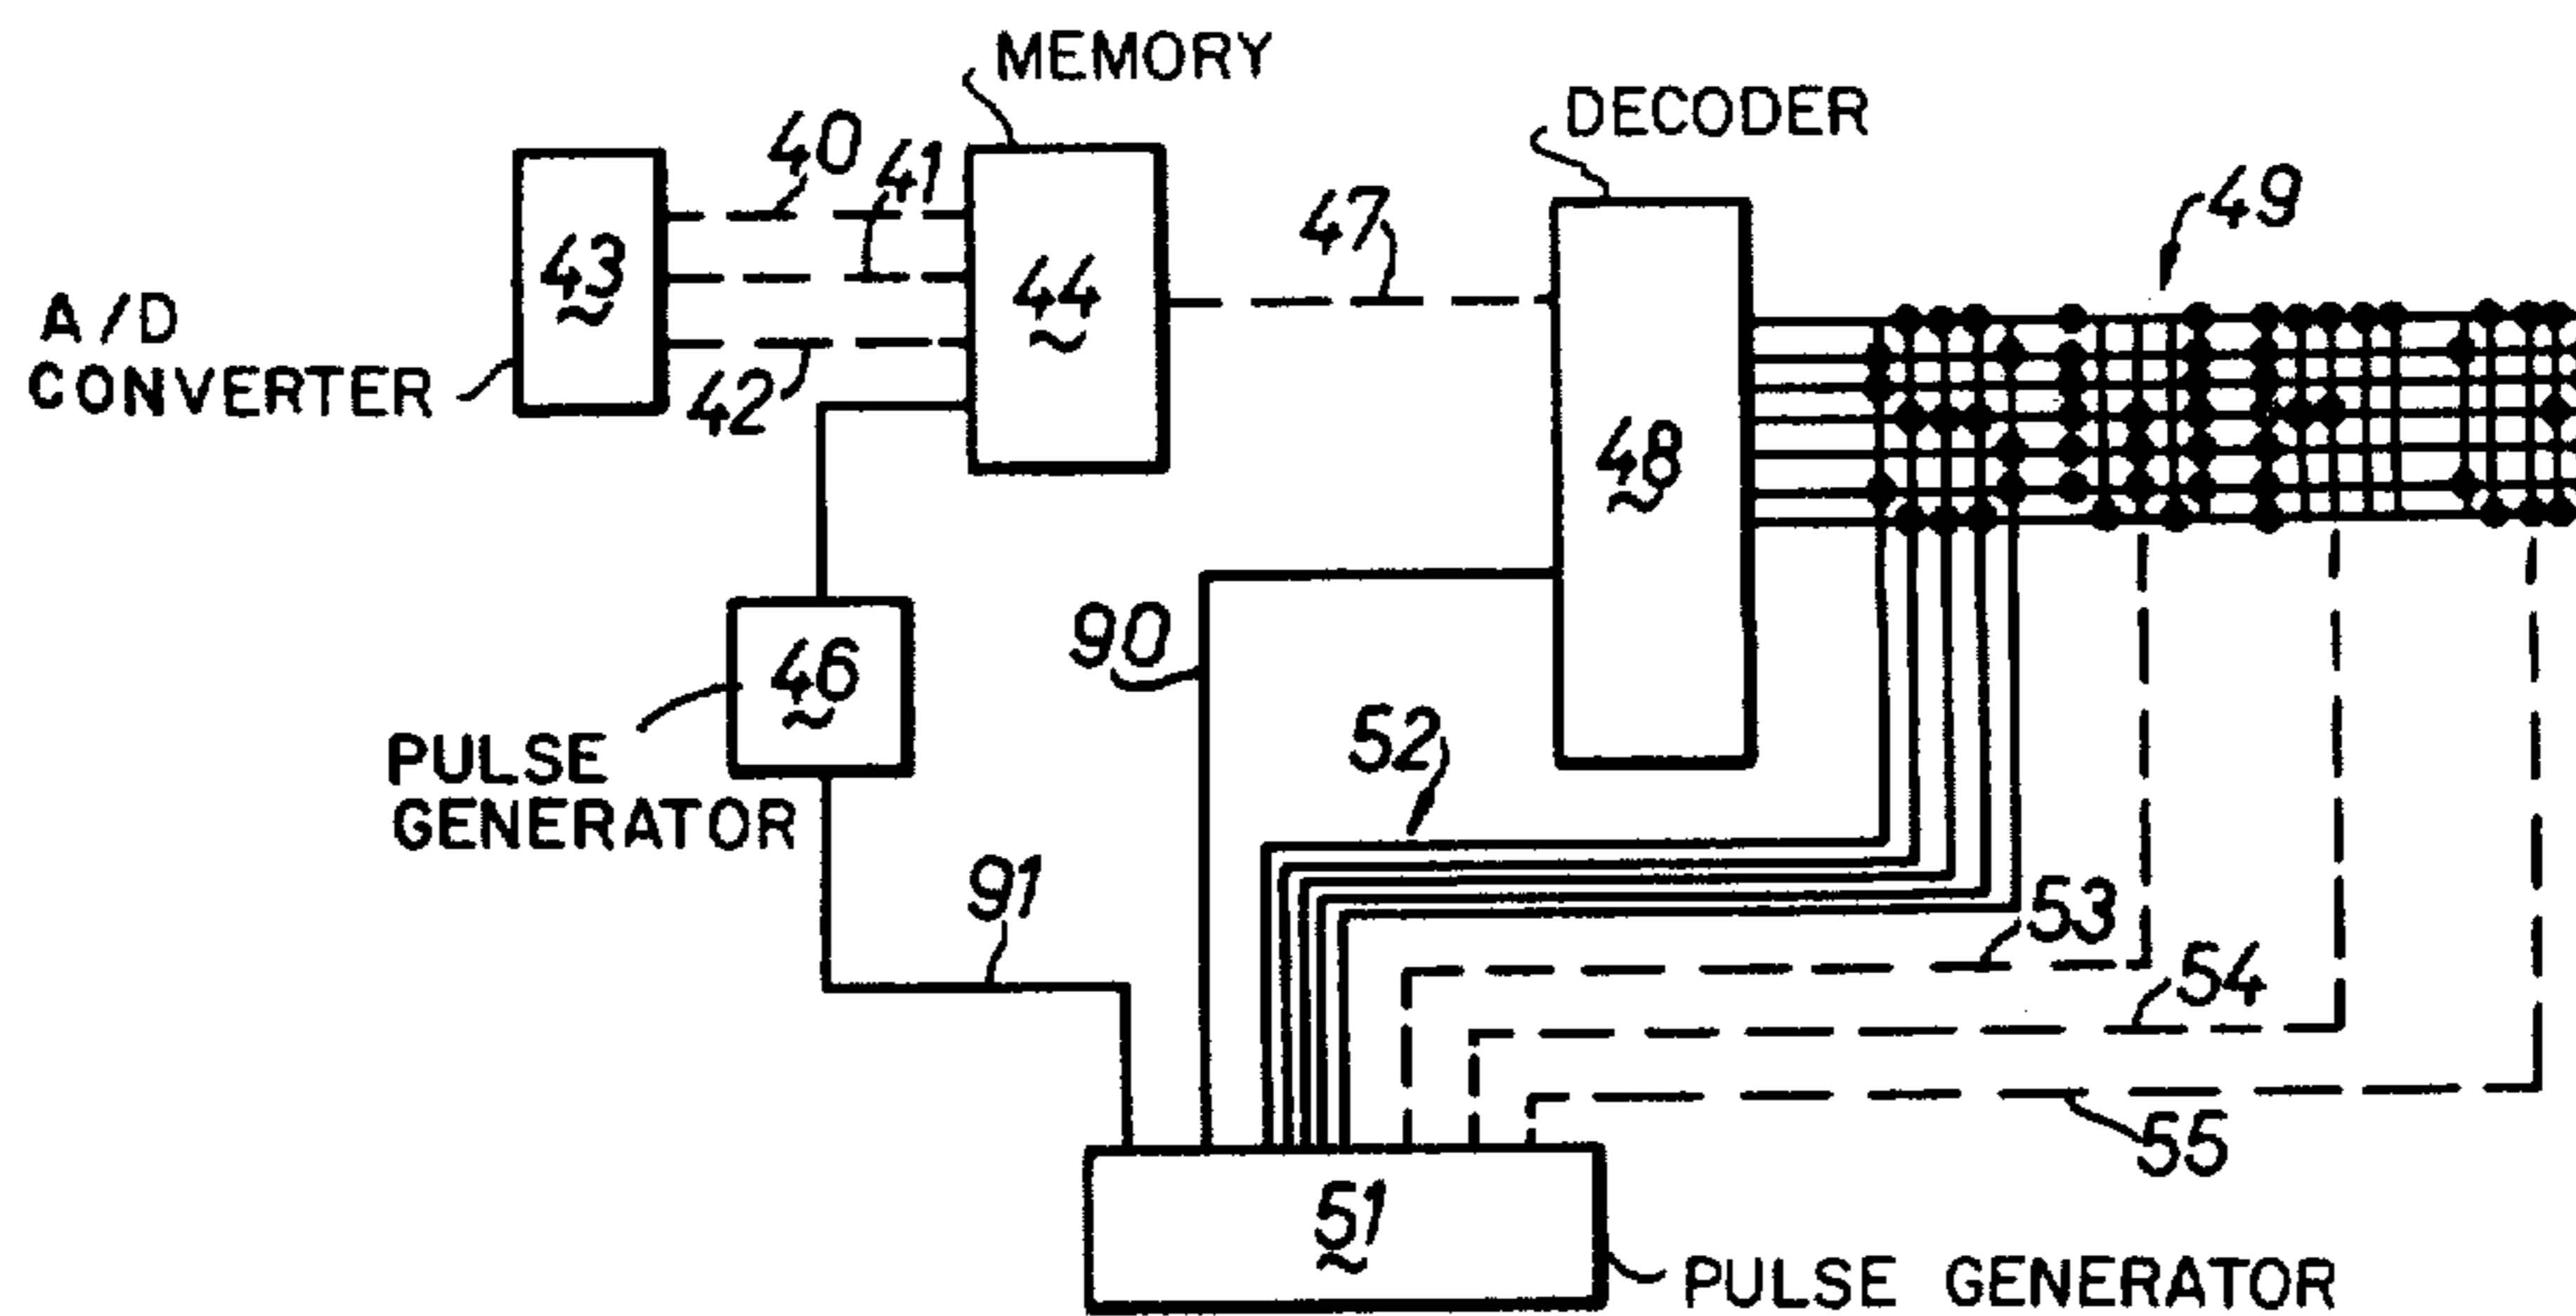 MEMORY
DECODER
40
41
49
47
43
44
A/D
CONVERTER
42
48
46
90
PULSE
GENERATOR
52
91
53
54
55
51
PULSE GENERATOR